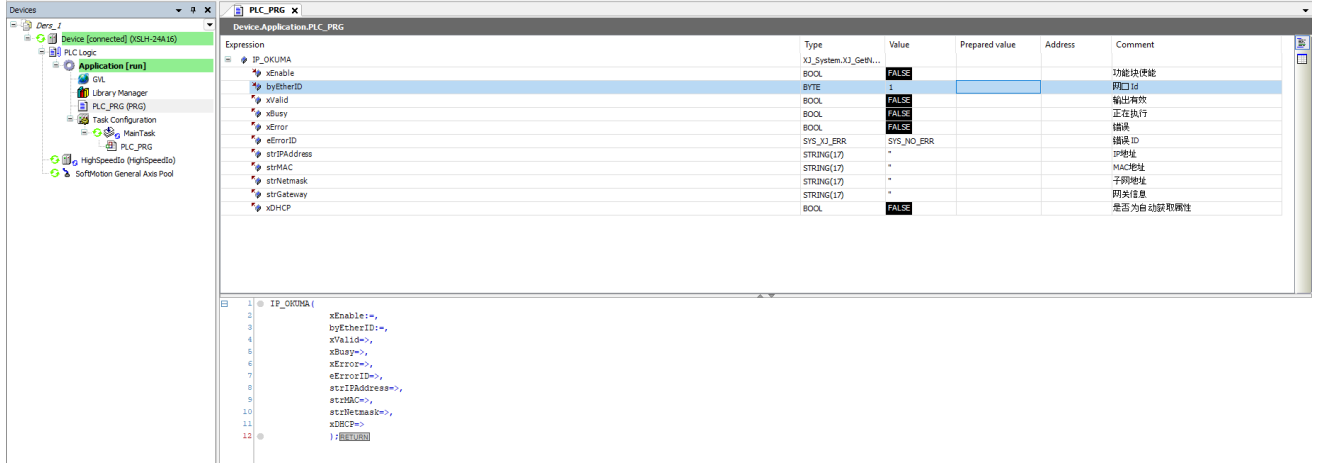 Devices
Ders_1
Device [connected] (XSLH-24A16)
PLC Logic
Application [run]
GVL
Library Manager
PLC_PRG (PRG)
Task Configuration
MainTask
PLC_PRG
HighSpeedIo (HighSpeedIo)
SoftMotion General Axis Pool
PLC_PRG
Device.Application.PLC_PRG
Expression Type Value Prepared value Address Comment
IP_OKUMA XJ_System.XJ_GetN...
xEnable BOOL FALSE 功能块使能
byEtherID BYTE 1 网口Id
xValid BOOL FALSE 输出有效
xBusy BOOL FALSE 正在执行
xError BOOL FALSE 错误
eErrorID SYS_XJ_ERR SYS_NO_ERR 错误ID
strIPAddress STRING(17) '' IP地址
strMAC STRING(17) '' MAC地址
strNetmask STRING(17) '' 子网地址
strGateway STRING(17) '' 网关信息
xDHCP BOOL FALSE 是否为自动获取属性
1 IP_OKUMA(
2 xEnable:=,
3 byEtherID:=,
4 xValid=>,
5 xBusy=>,
6 xError=>,
7 eErrorID=>,
8 strIPAddress=>,
9 strMAC=>,
10 strNetmask=>,
11 xDHCP=>
12 );RETURN